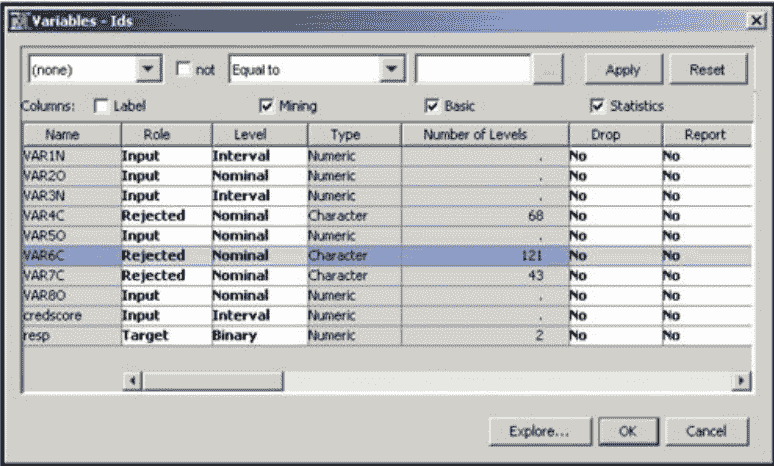 Variables - Ids
(none) not Equal to ... Apply Reset
Columns: Label Mining Basic Statistics
Name Role Level Type Number of Levels Drop Report
VAR1N Input Interval Numeric . No No
VAR2O Input Nominal Numeric . No No
VAR3N Input Interval Numeric . No No
VAR4C Rejected Nominal Character 68 No No
VAR5O Input Nominal Numeric . No No
VAR6C Rejected Nominal Character 121 No No
VAR7C Rejected Nominal Character 43 No No
VAR8O Input Nominal Numeric . No No
credscore Input Interval Numeric . No No
resp Target Binary Numeric 2 No No
Explore... OK Cancel